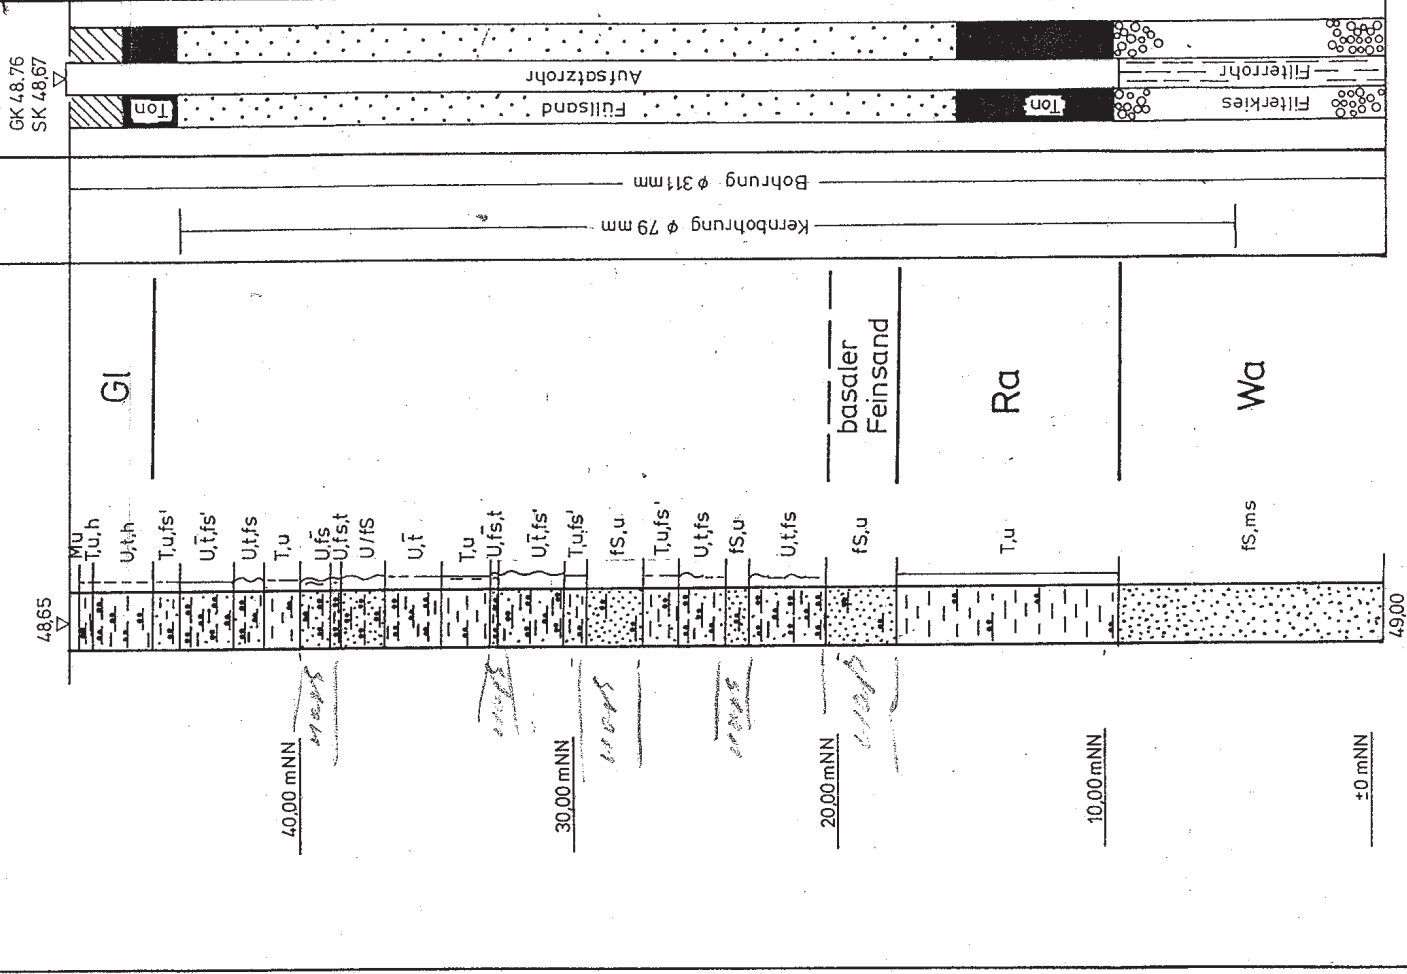 GK 48.76
SK 48,67
Ton
Füllsand
Aufsatzrohr
Ton
Filterkies
Filterrohr
Bohrung ϕ 311mm
Kernbohrung ϕ 79 mm
Gl
basaler
Feinsand
Ra
Wa
48,65
Mu
T,u,h
U,t,h
T,u,fs'
U,t̄,fs'
U,t,fs
T,u
U,f̄s
U,fs,t
U/fS
U,t̄
T,u
U,f̄s,t
U,t̄,fs'
T,u,fs'
fS,u
T,u,fs'
U,t,fs
fS,u
U,t,fs
fS,u
T,u
fS,ms
49,00
40,00 mNN
30,00 mNN
20,00 mNN
10,00 mNN
±0 mNN